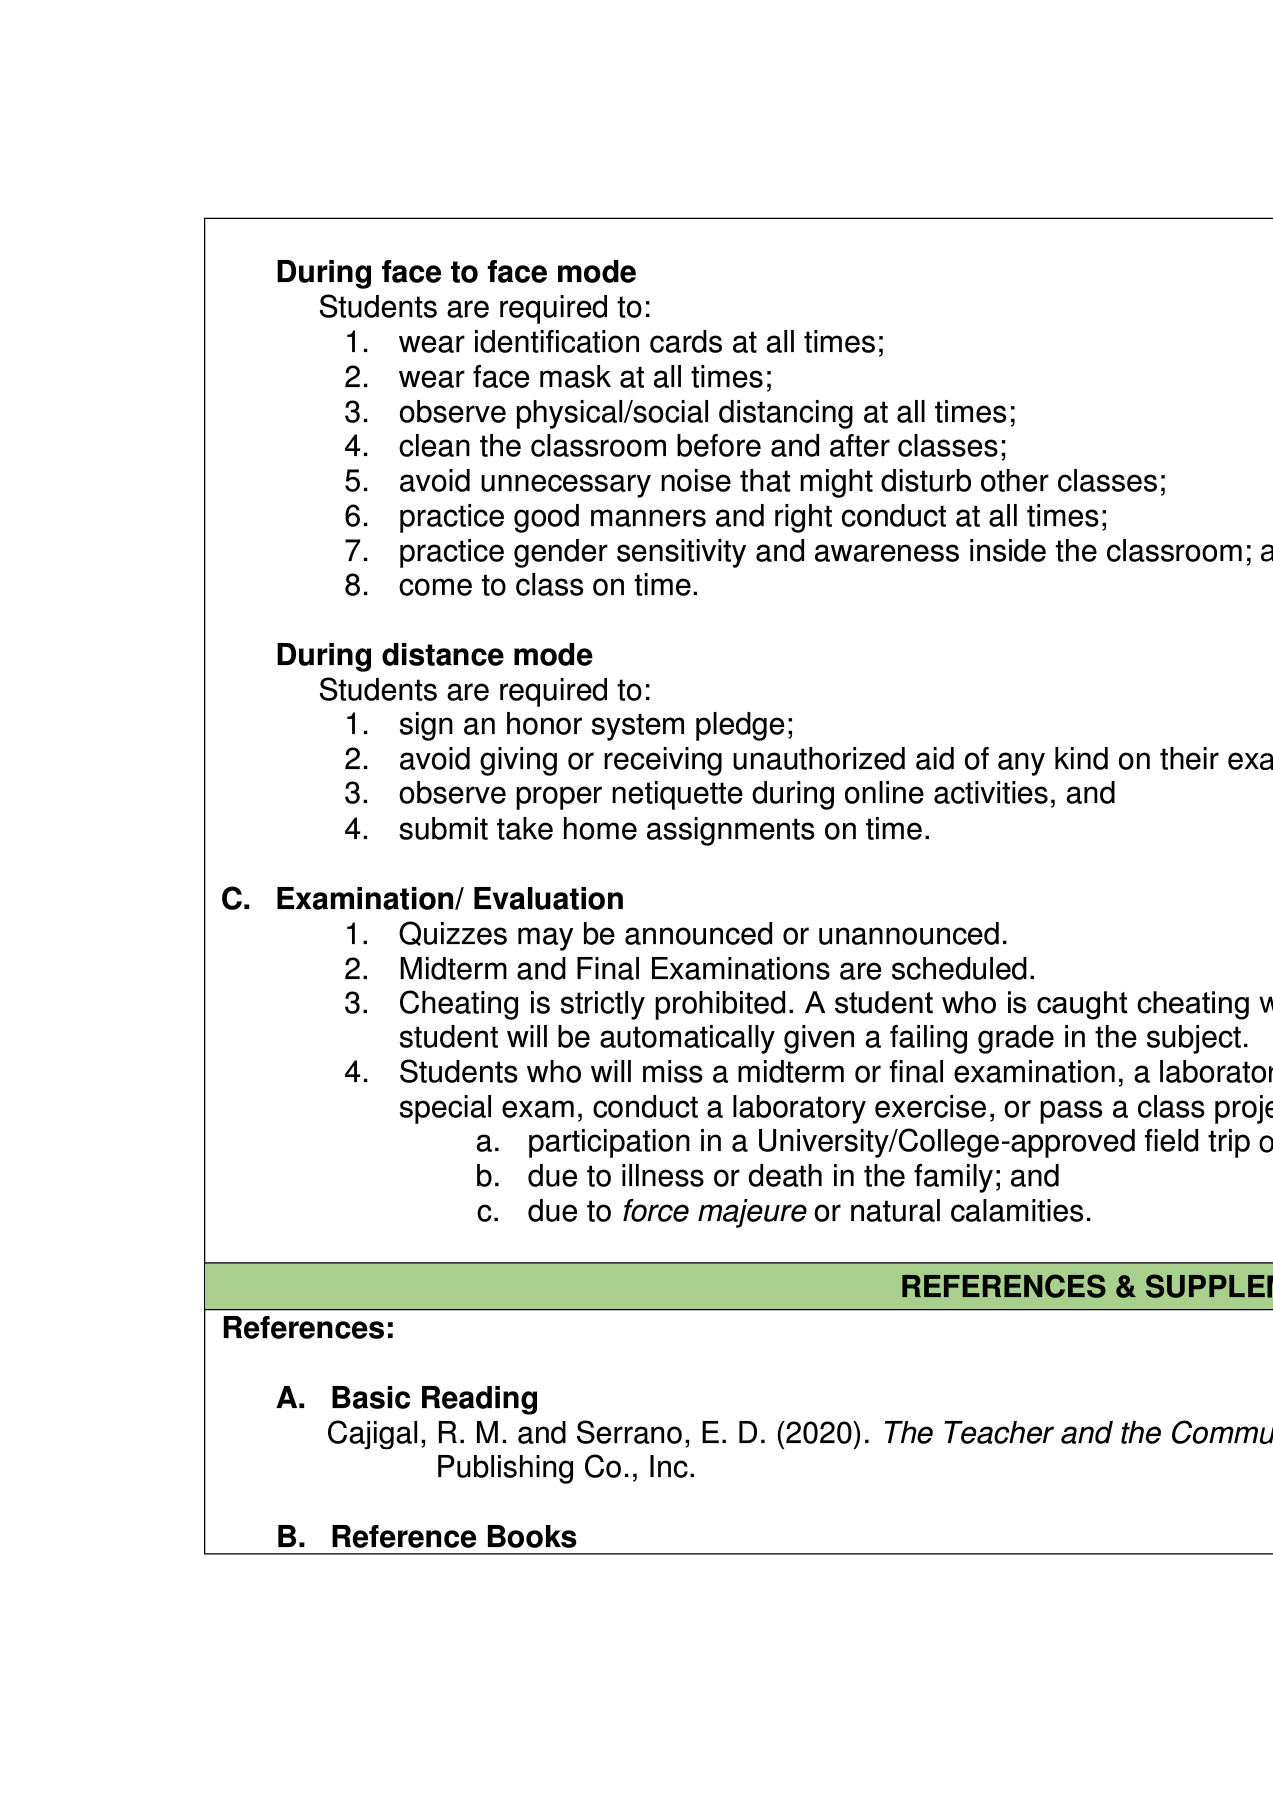 During face to face mode
Students are required to:
1. wear identification cards at all times;
2. wear face mask at all times;
3. observe physical/social distancing at all times;
4. clean the classroom before and after classes;
5. avoid unnecessary noise that might disturb other classes;
6. practice good manners and right conduct at all times;
7. practice gender sensitivity and awareness inside the classroom;
8. come to class on time.
During distance mode
Students are required to:
1. sign an honor system pledge;
2. avoid giving or receiving unauthorized aid of any kind on their
3. observe proper netiquette during online activities, and
4. submit take home assignments on time.
C. Examination/ Evaluation
1. Quizzes may be announced or unannounced.
2. Midterm and Final Examinations are scheduled.
3. Cheating is strictly prohibited. A student who is caught cheating
student will be automatically given a failing grade in the subject.
4. Students who will miss a midterm or final examination, a
special exam, conduct a laboratory exercise, or pass a class
a. participation in a University/College-approved field trip
b. due to illness or death in the family; and
c. due to force majeure or natural calamities.
REFERENCES &
References:
A. Basic Reading
Cajigal, R. M. and Serrano, E. D. (2020). The Teacher and the
Publishing Co., Inc.
B. Reference Books